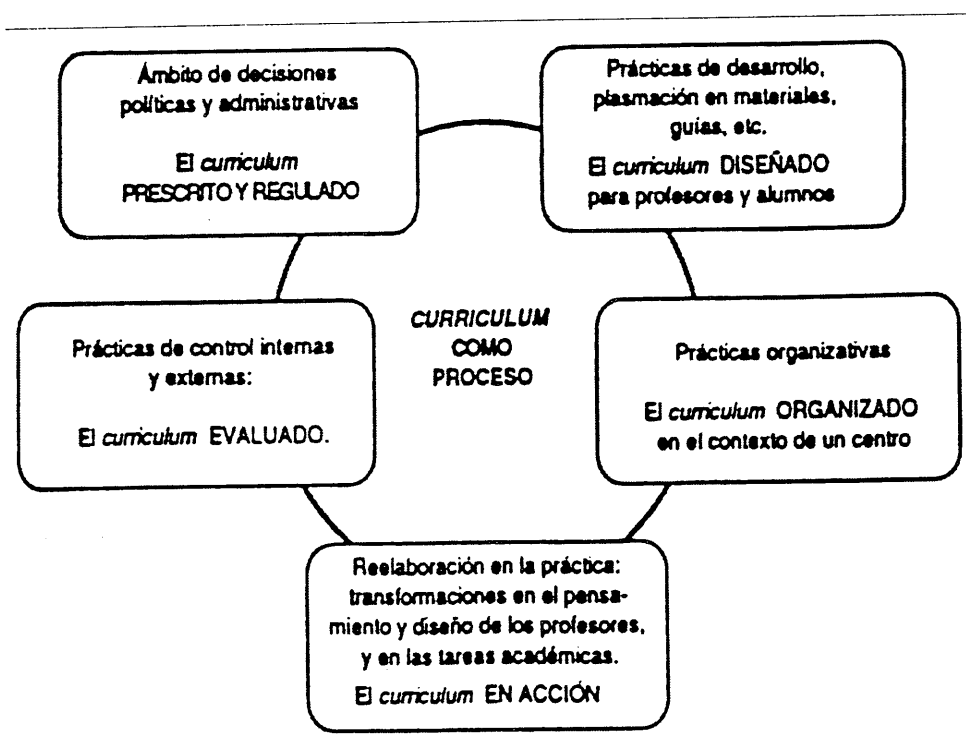 Ámbito de decisiones
políticas y administrativas
El curriculum
PRESCRITO Y REGULADO
Prácticas de desarrollo,
plasmación en materiales,
guías, etc.
El curriculum DISEÑADO
para profesores y alumnos
CURRICULUM
COMO
PROCESO
Prácticas organizativas
El curriculum ORGANIZADO
en el contexto de un centro
Reelaboración en la práctica:
transformaciones en el pensa-
miento y diseño de los profesores,
y en las tareas académicas.
El curriculum EN ACCIÓN
Prácticas de control internas
y externas:
El curriculum EVALUADO.